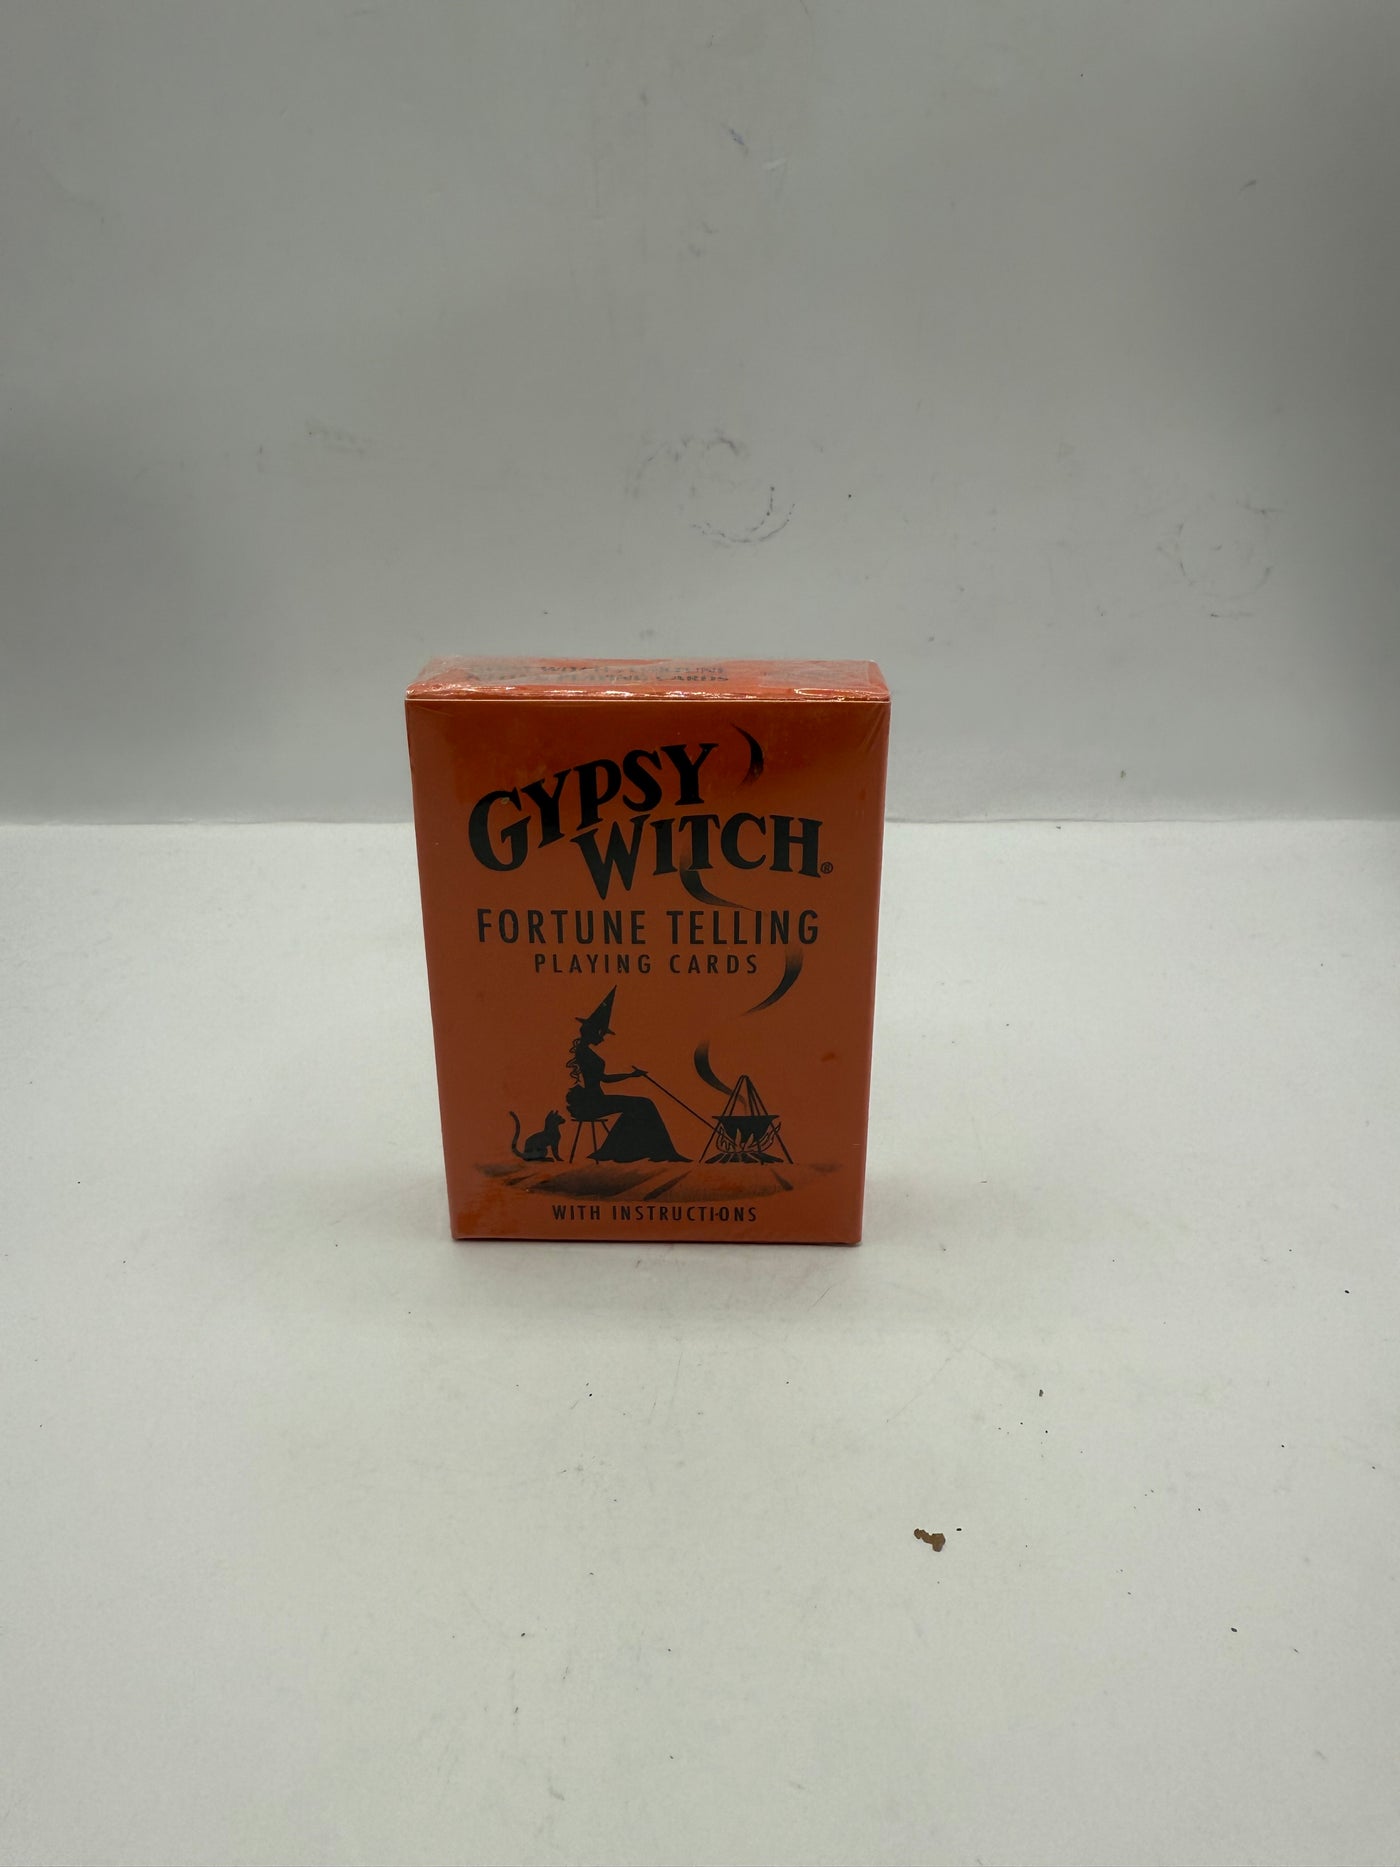 GYPSY
WITCH®
FORTUNE TELLING
PLAYING CARDS
WITH INSTRUCTIONS